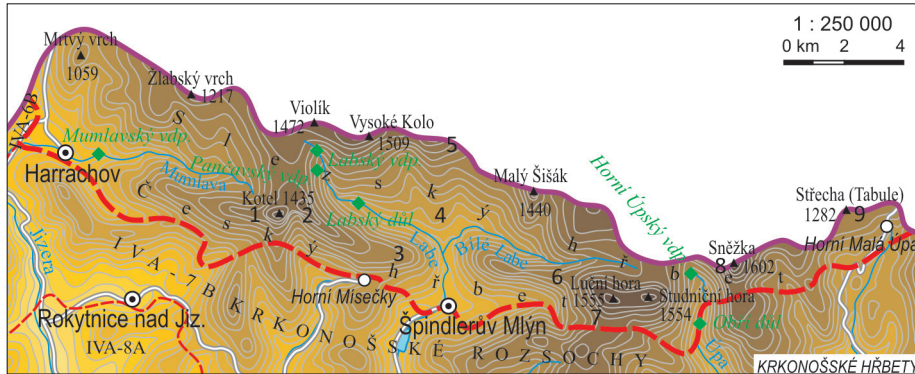 1 : 250 000
0 km 2 4
Mrtvý vrch
1059
Žlabský vrch
1217
Violík
1472
Vysoké Kolo
1509
5
Malý Šišák
1440
Horní Úpský vdp.
Střecha (Tabule)
1282
9
Horní Malá Úpa
Sněžka
8
1602
IVA-6B
Mumlavský vdp.
Harrachov
Mumlava
Pančavský vdp.
Labský vdp.
Labský důl
Kotel 1435
1
2
3
4
Labe
Bílé Labe
6
Luční hora
1555
7
Studniční hora
1554
Obří důl
Úpa
Český hřbet
Slezský hřbet
Jizera
Horní Mísečky
Rokytnice nad Jiz.
Špindlerův Mlýn
IVA-8A
IVA-7B KRKONOŠSKÉ ROZSOCHY
KRKONOŠSKÉ HŘBETY